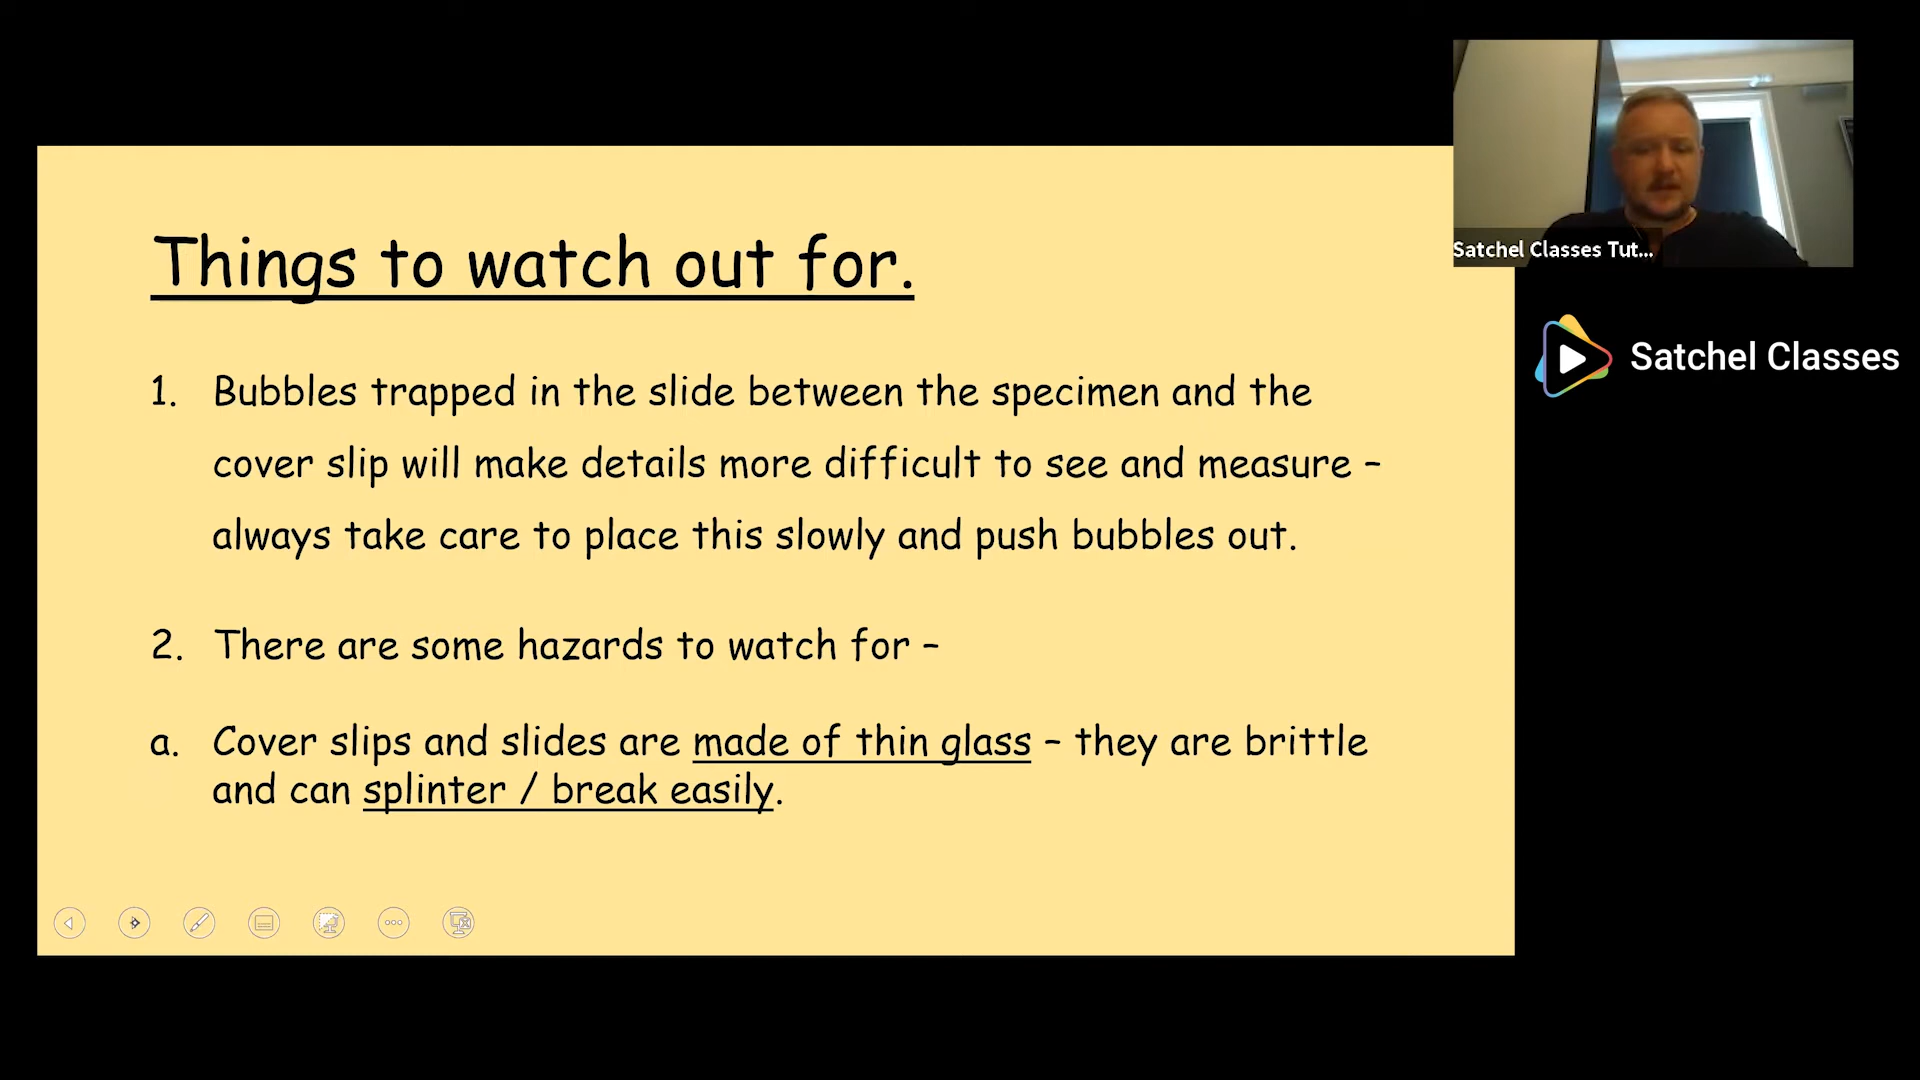 Things to watch out for.
1. Bubbles trapped in the slide between the specimen and the
cover slip will make details more difficult to see and measure –
always take care to place this slowly and push bubbles out.
2. There are some hazards to watch for –
a. Cover slips and slides are made of thin glass – they are brittle
and can splinter / break easily.
Satchel Classes Tut...
Satchel Classes